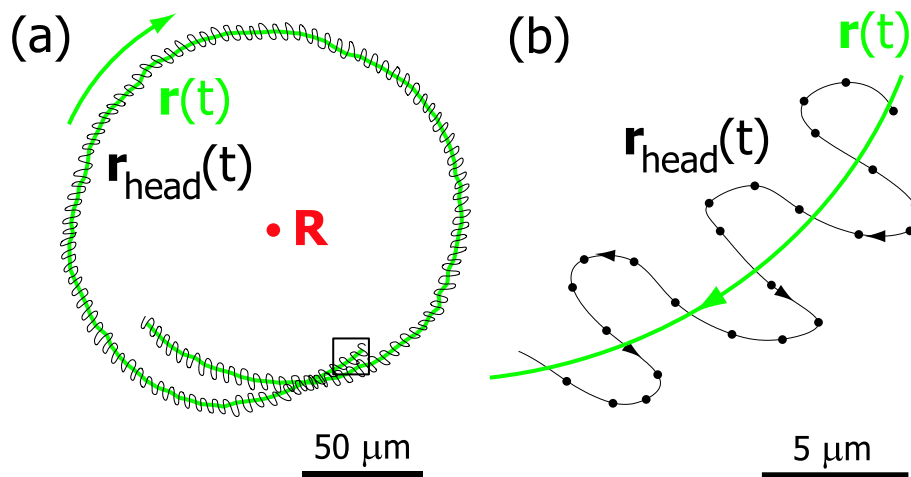 (a)
r(t)
r_head(t)
R
50 μm
(b)
r(t)
r_head(t)
5 μm